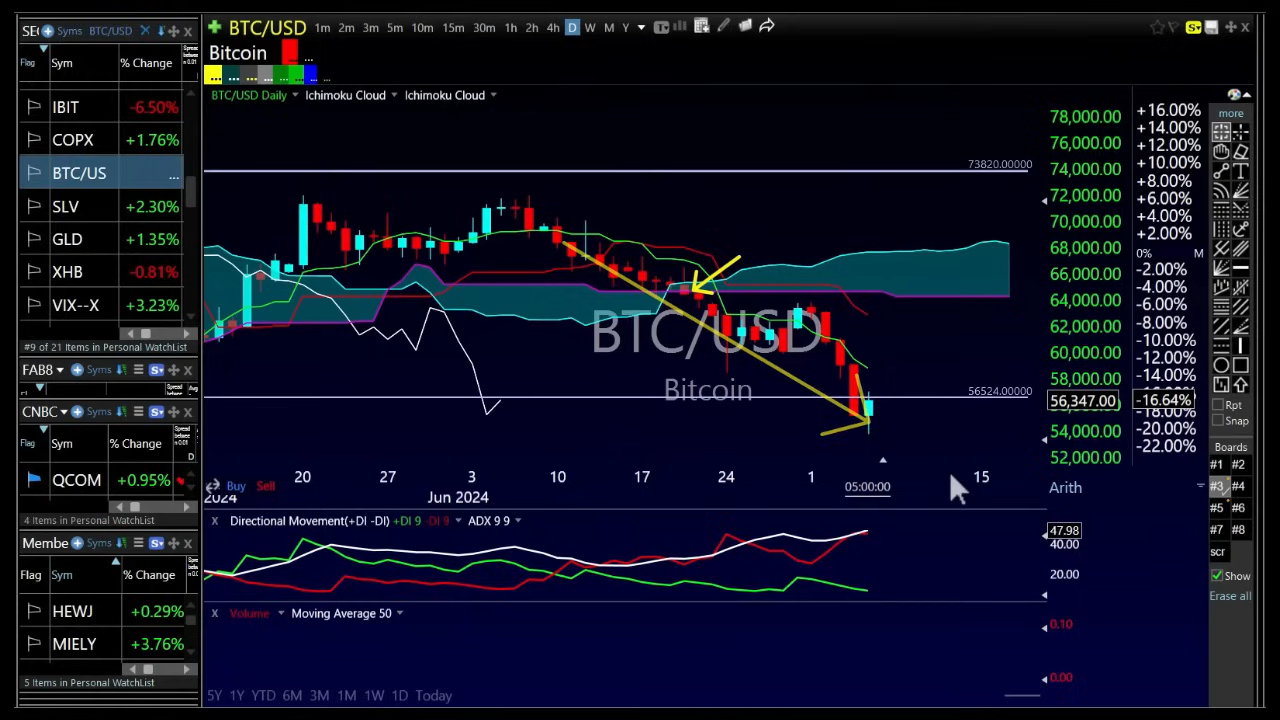 SE Syms BTC/USD
Flag Sym % Change
IBIT -6.50%
COPX +1.76%
BTC/US ...
SLV +2.30%
GLD +1.35%
XHB -0.81%
VIX--X +3.23%
#9 of 21 Items in Personal WatchList
FAB8 Syms
CNBC Syms
Flag Sym % Change D
QCOM +0.95%
4 Items in Personal WatchList
Membe Syms
Flag Sym % Change
HEWJ +0.29%
MIELY +3.76%
5 Items in Personal WatchList
BTC/USD 1m 2m 3m 5m 10m 15m 30m 1h 2h 4h D W M Y
Bitcoin ...
BTC/USD Daily Ichimoku Cloud Ichimoku Cloud
73820.00000
56524.00000
BTC/USD
Bitcoin
78,000.00
76,000.00
74,000.00
72,000.00
70,000.00
68,000.00
66,000.00
64,000.00
62,000.00
60,000.00
58,000.00
56,347.00
54,000.00
52,000.00
+16.00%
+14.00%
+12.00%
+10.00%
+8.00%
+6.00%
+4.00%
+2.00%
0% M
-2.00%
-4.00%
-6.00%
-8.00%
-10.00%
-12.00%
-14.00%
-16.64%
-18.00%
-20.00%
-22.00%
Buy Sell
20 27 3 10 17 24 1 15
2024 Jun 2024 05:00:00
Arith
X Directional Movement(+DI -DI) +DI 9 -DI 9 ADX 9 9
47.98
40.00
20.00
X Volume Moving Average 50
0.10
0.00
5Y 1Y YTD 6M 3M 1M 1W 1D Today
more
Rpt
Snap
Boards
#1 #2
#3 #4
#5 #6
#7 #8
scr
Show
Erase all